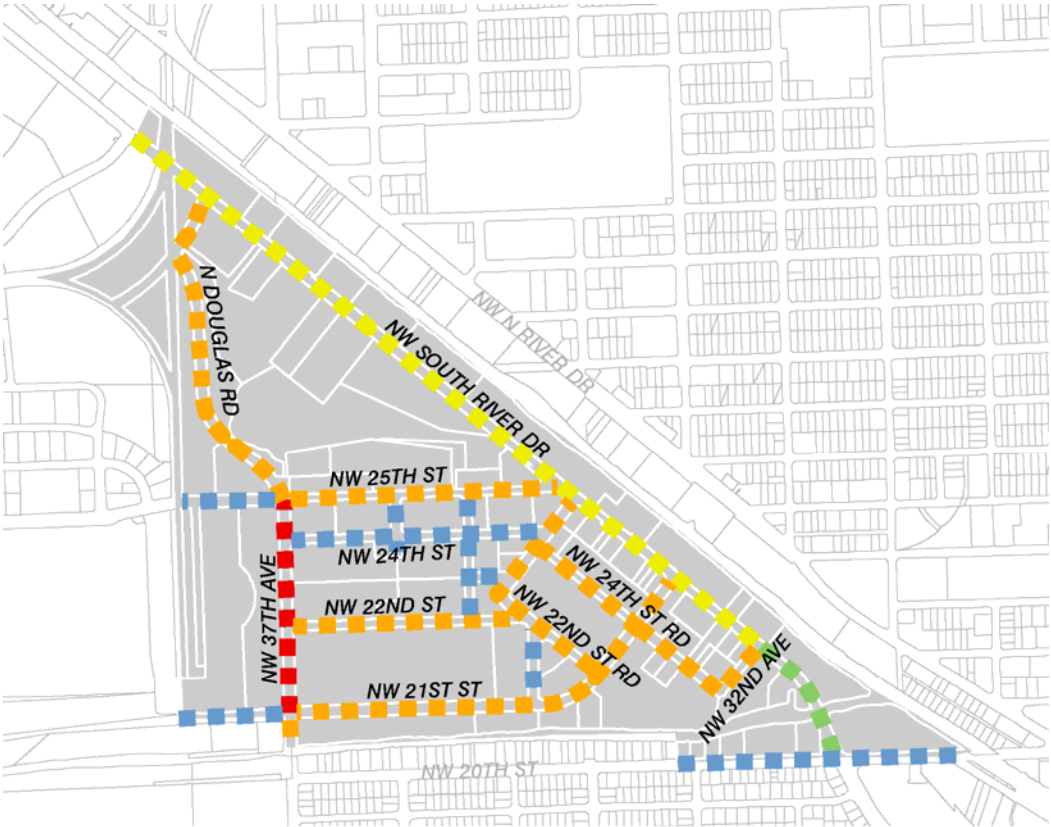 N DOUGLAS RD
NW N RIVER DR
NW SOUTH RIVER DR
NW 25TH ST
NW 24TH ST
NW 24TH ST RD
NW 37TH AVE
NW 22ND ST
NW 22ND ST RD
NW 32ND AVE
NW 21ST ST
NW 20TH ST